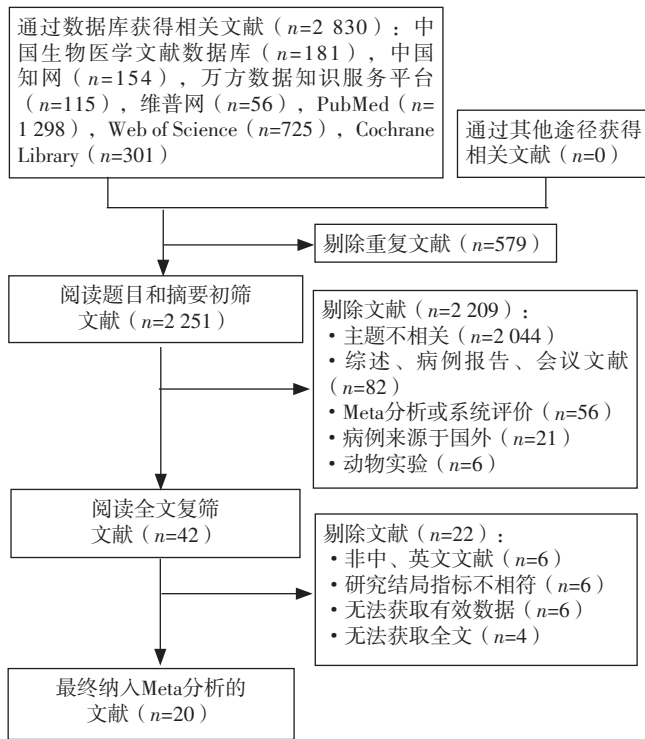 通过数据库获得相关文献（n=2 830）：中
国生物医学文献数据库（n=181），中国
知网（n=154），万方数据知识服务平台
（n=115），维普网（n=56），PubMed（n=
1 298），Web of Science（n=725），Cochrane
Library（n=301）
通过其他途径获得
相关文献（n=0）
剔除重复文献（n=579）
阅读题目和摘要初筛
文献（n=2 251）
剔除文献（n=2 209）：
・主题不相关（n=2 044）
・综述、病例报告、会议文献
（n=82）
・Meta分析或系统评价（n=56）
・病例来源于国外（n=21）
・动物实验（n=6）
阅读全文复筛
文献（n=42）
剔除文献（n=22）：
・非中、英文文献（n=6）
・研究结局指标不相符（n=6）
・无法获取有效数据（n=6）
・无法获取全文（n=4）
最终纳入Meta分析的
文献（n=20）